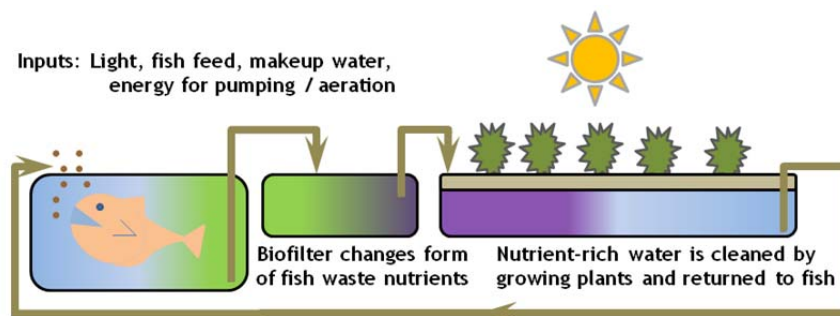 Inputs: Light, fish feed, makeup water,
energy for pumping / aeration
Biofilter changes form
of fish waste nutrients
Nutrient-rich water is cleaned by
growing plants and returned to fish